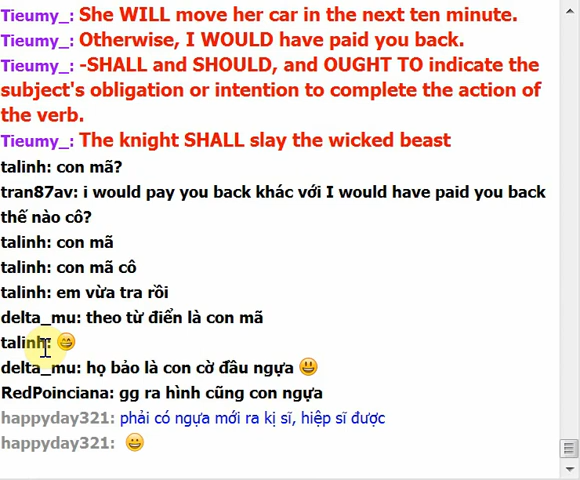 Tieumy_: She WILL move her car in the next ten minute.
Tieumy_: Otherwise, I WOULD have paid you back.
Tieumy_: -SHALL and SHOULD, and OUGHT TO indicate the
subject's obligation or intention to complete the action of
the verb.
Tieumy_: The knight SHALL slay the wicked beast
talinh: con mã?
tran87av: i would pay you back khác với I would have paid you back
thế nào cô?
talinh: con mã
talinh: con mã cô
talinh: em vừa tra rồi
delta_mu: theo từ điển là con mã
talinh: 😄
delta_mu: họ bảo là con cờ đầu ngựa 😃
RedPoinciana: gg ra hình cũng con ngựa
happyday321: phải có ngựa mới ra kị sĩ, hiệp sĩ được
happyday321: 😀